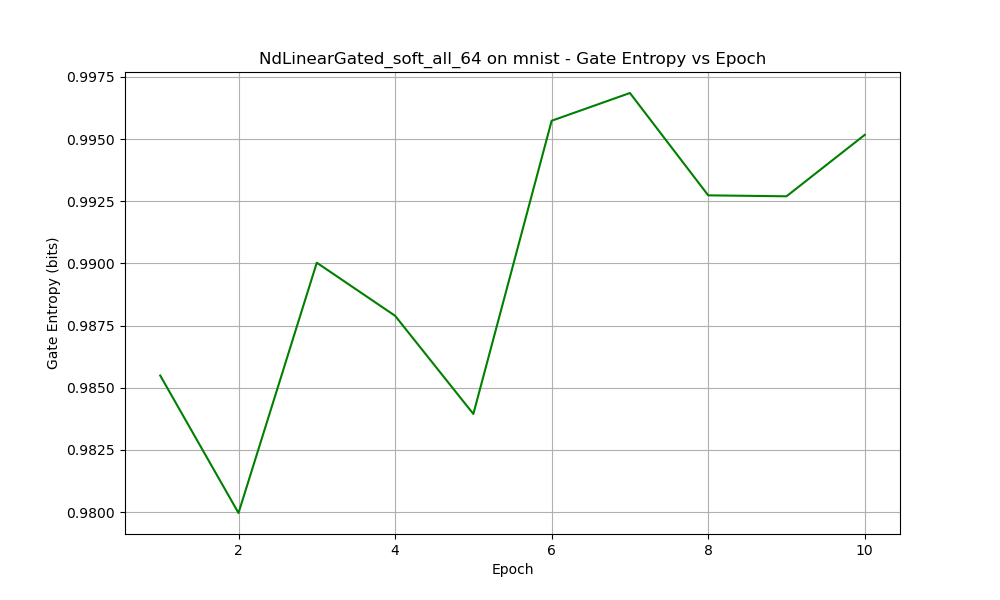 NdLinearGated_soft_all_64 on mnist - Gate Entropy vs Epoch
0.9975
0.9950
0.9925
0.9900
0.9875
0.9850
0.9825
0.9800
Gate Entropy (bits)
2 4 6 8 10
Epoch